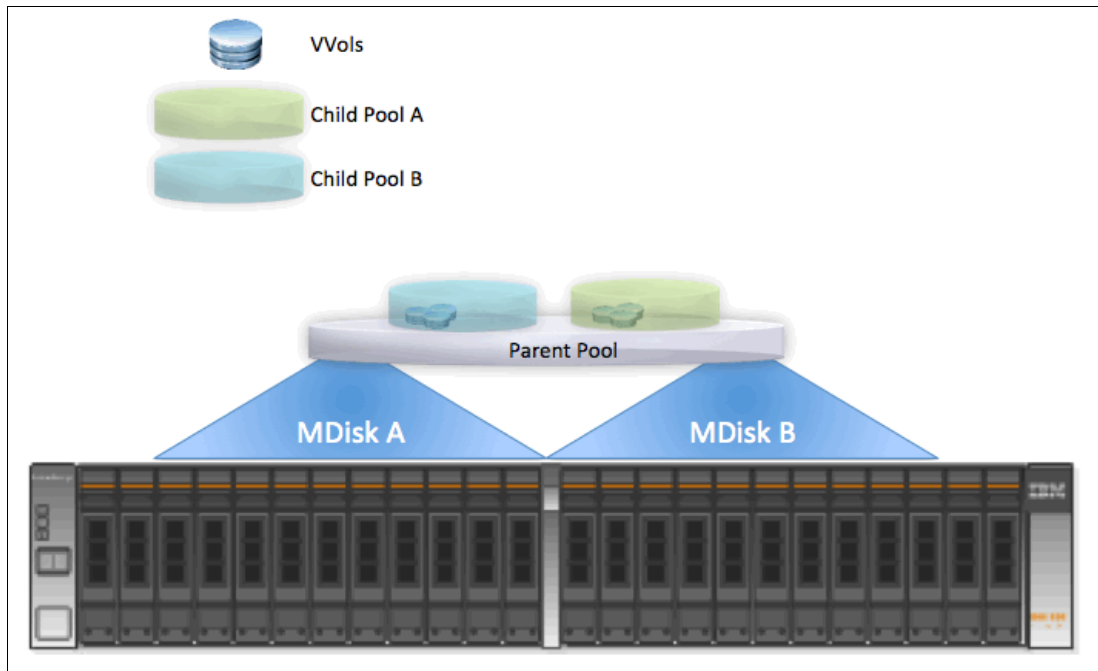 VVols
Child Pool A
Child Pool B
Parent Pool
MDisk A
MDisk B
IBM